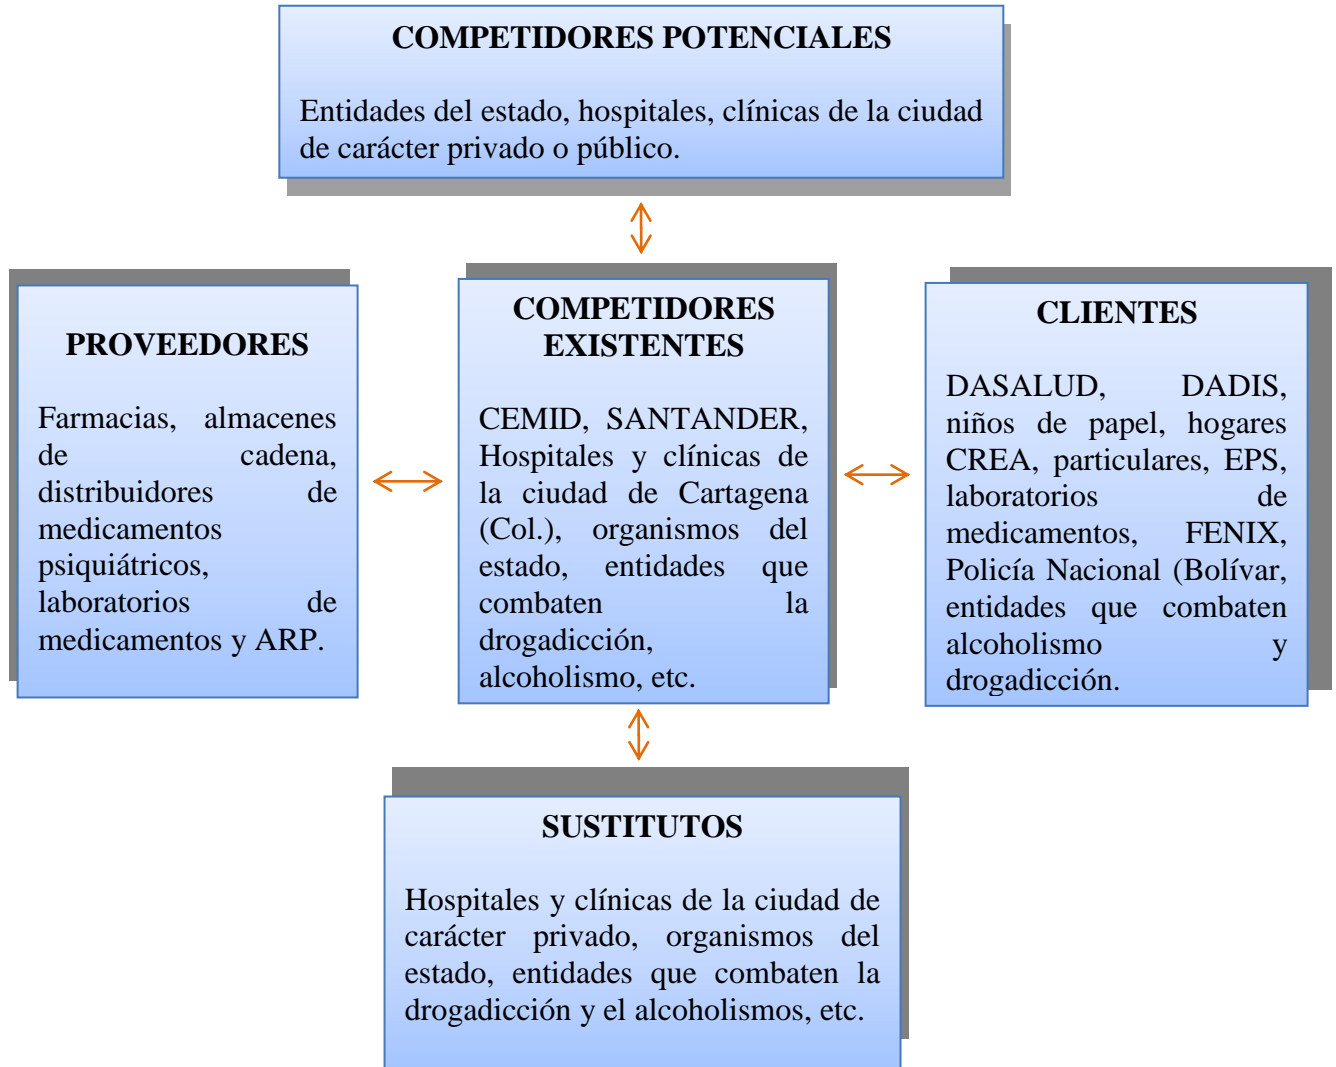 COMPETIDORES POTENCIALES
Entidades del estado, hospitales, clínicas de la ciudad
de carácter privado o público.
PROVEEDORES
Farmacias, almacenes
de cadena,
distribuidores de
medicamentos
psiquiátricos,
laboratorios de
medicamentos y ARP.
COMPETIDORES
EXISTENTES
CEMID, SANTANDER,
Hospitales y clínicas de
la ciudad de Cartagena
(Col.), organismos del
estado, entidades que
combaten la
drogadicción,
alcoholismo, etc.
CLIENTES
DASALUD, DADIS,
niños de papel, hogares
CREA, particulares, EPS,
laboratorios de
medicamentos, FENIX,
Policía Nacional (Bolívar,
entidades que combaten
alcoholismo y
drogadicción.
SUSTITUTOS
Hospitales y clínicas de la ciudad de
carácter privado, organismos del
estado, entidades que combaten la
drogadicción y el alcoholismos, etc.